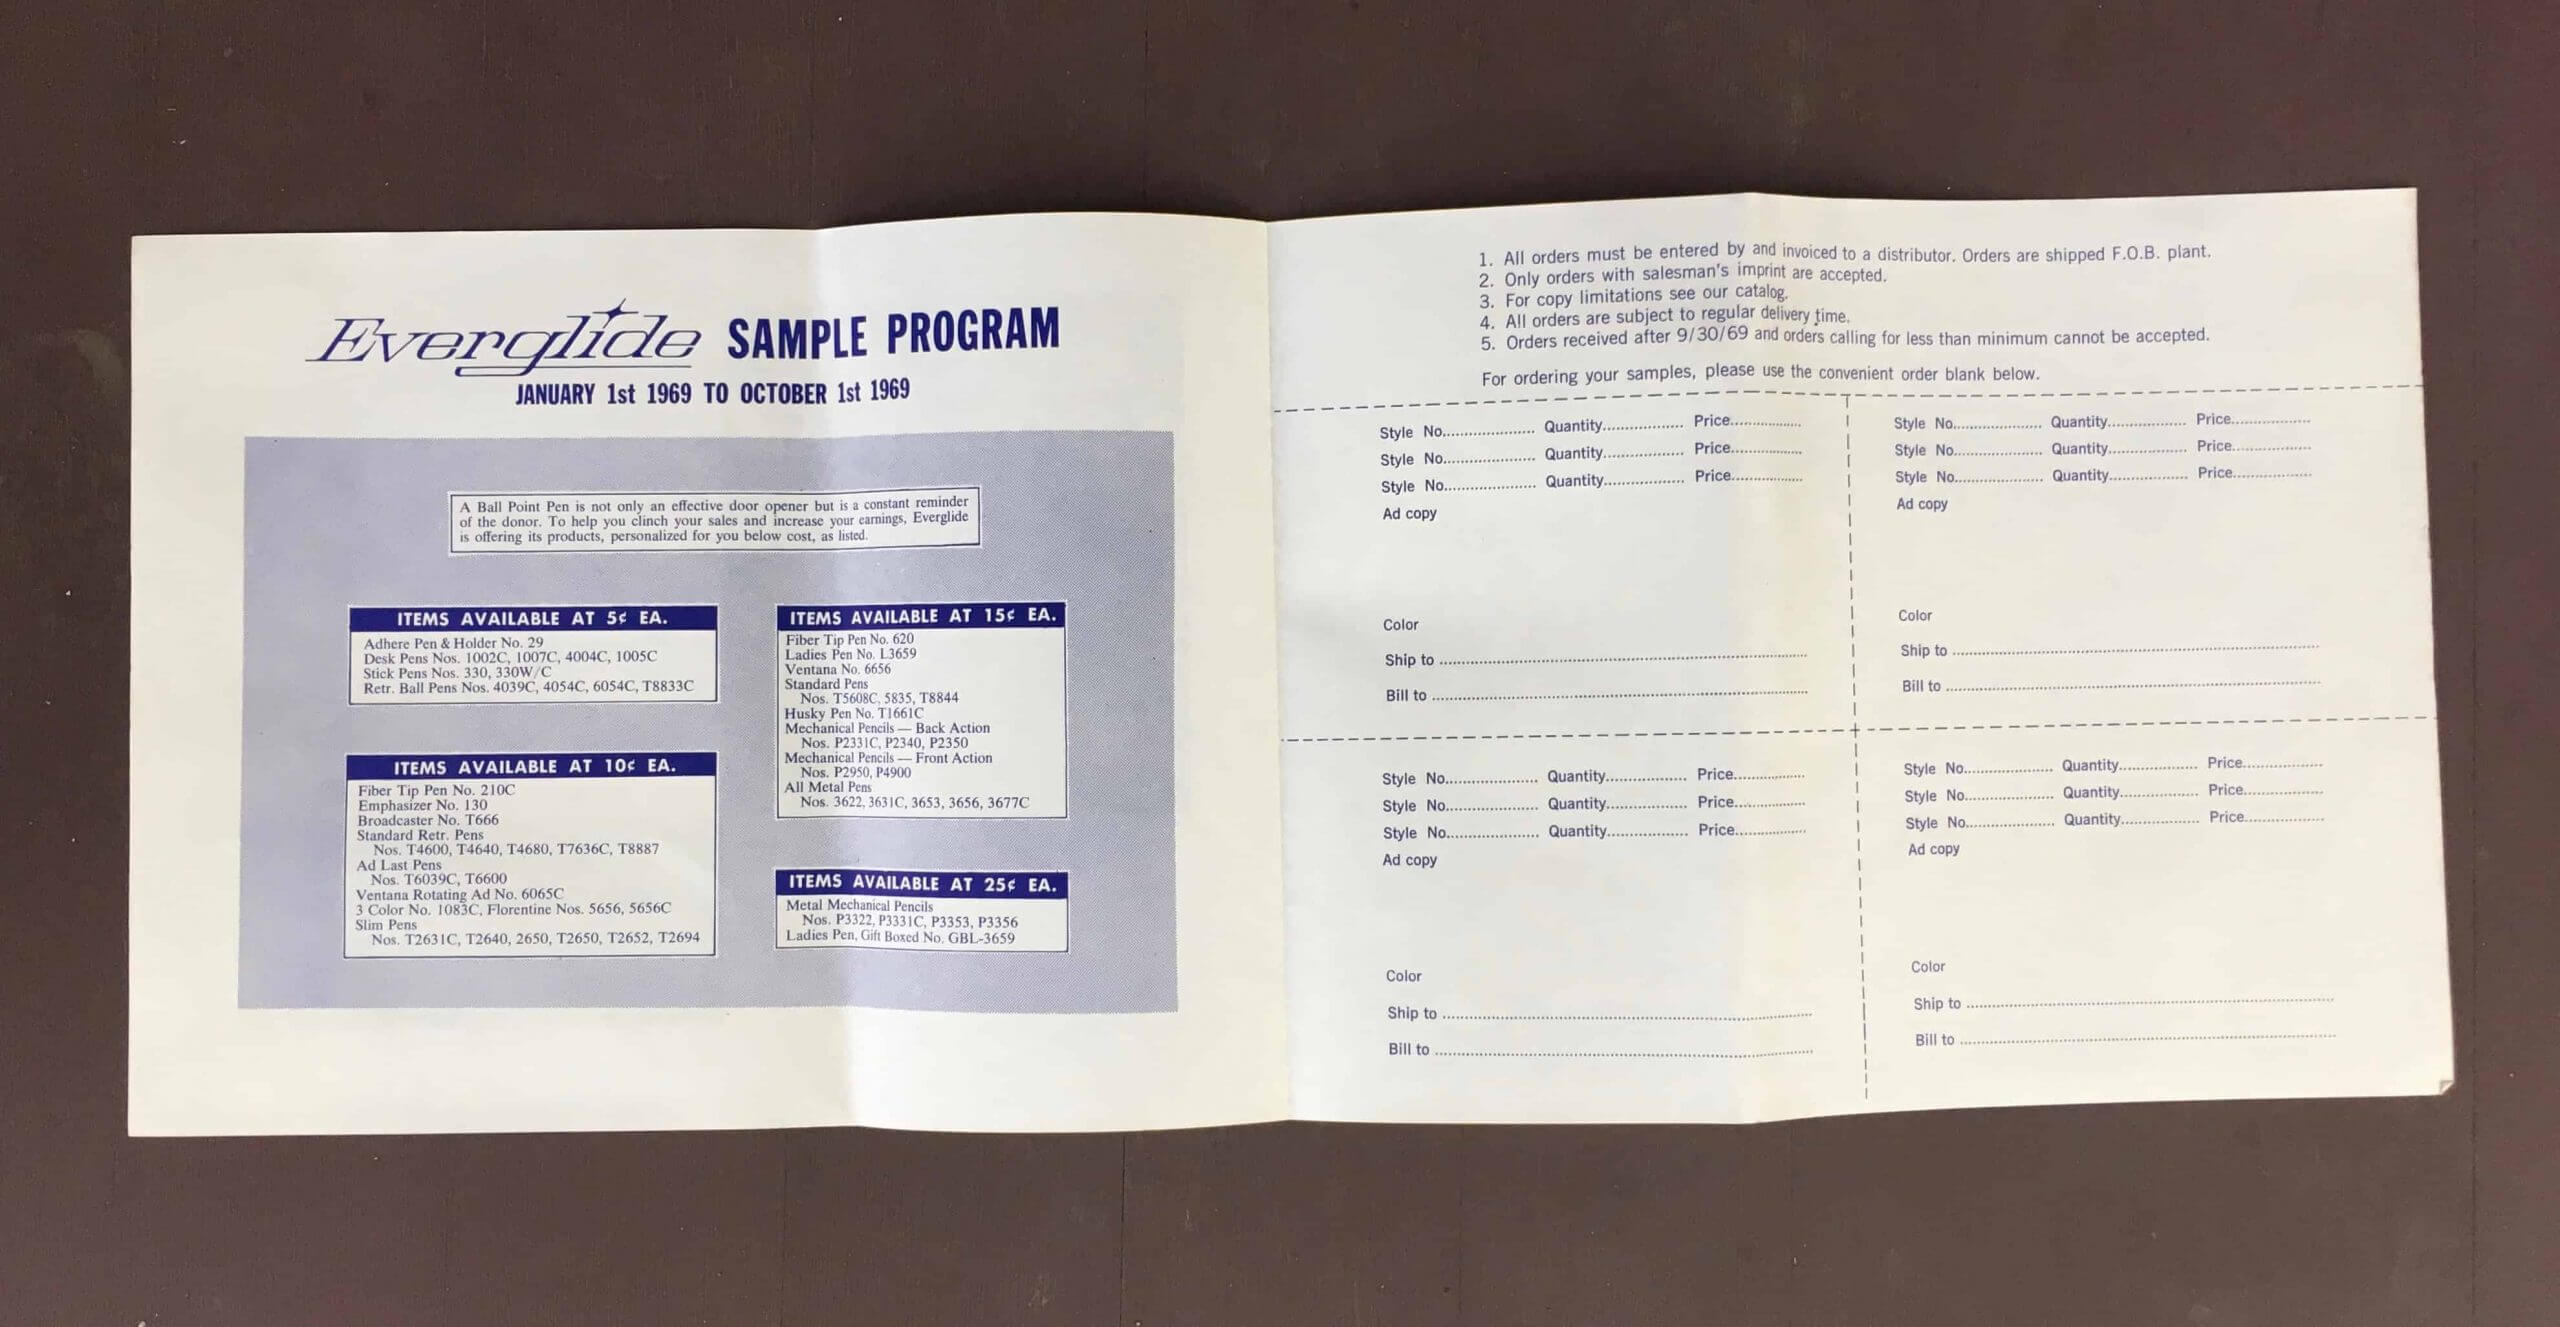 Everglide SAMPLE PROGRAM
JANUARY 1st 1969 TO OCTOBER 1st 1969
A Ball Point Pen is not only an effective door opener but is a constant reminder
of the donor. To help you clinch your sales and increase your earnings, Everglide
is offering its products, personalized for you below cost, as listed.
ITEMS AVAILABLE AT 5¢ EA.
Adhere Pen & Holder No. 29
Desk Pens Nos. 1002C, 1007C, 4004C, 1005C
Stick Pens Nos. 330, 330W/C
Retr. Ball Pens Nos. 4039C, 4054C, 6054C, T8833C
ITEMS AVAILABLE AT 10¢ EA.
Fiber Tip Pen No. 210C
Emphasizer No. 130
Broadcaster No. T666
Standard Retr. Pens
Nos. T4600, T4640, T4680, T7636C, T8887
Ad Last Pens
Nos. T6039C, T6600
Ventana Rotating Ad No. 6065C
3 Color No. 1083C, Florentine Nos. 5656, 5656C
Slim Pens
Nos. T2631C, T2640, 2650, T2650, T2652, T2694
ITEMS AVAILABLE AT 15¢ EA.
Fiber Tip Pen No. 620
Ladies Pen No. L3659
Ventana No. 6656
Standard Pens
Nos. T5608C, 5835, T8844
Husky Pen No. T1661C
Mechanical Pencils — Back Action
Nos. P2331C, P2340, P2350
Mechanical Pencils — Front Action
Nos. P2950, P4900
All Metal Pens
Nos. 3622, 3631C, 3653, 3656, 3677C
ITEMS AVAILABLE AT 25¢ EA.
Metal Mechanical Pencils
Nos. P3322, P3331C, P3353, P3356
Ladies Pen, Gift Boxed No. GBL-3659
1. All orders must be entered by and invoiced to a distributor. Orders are shipped F.O.B. plant.
2. Only orders with salesman's imprint are accepted.
3. For copy limitations see our catalog.
4. All orders are subject to regular delivery time.
5. Orders received after 9/30/69 and orders calling for less than minimum cannot be accepted.
For ordering your samples, please use the convenient order blank below.
Style No. Quantity Price
Style No. Quantity Price
Style No. Quantity Price
Ad copy
Color
Ship to
Bill to
Style No. Quantity Price
Style No. Quantity Price
Style No. Quantity Price
Ad copy
Color
Ship to
Bill to
Style No. Quantity Price
Style No. Quantity Price
Style No. Quantity Price
Ad copy
Color
Ship to
Bill to
Style No. Quantity Price
Style No. Quantity Price
Style No. Quantity Price
Ad copy
Color
Ship to
Bill to